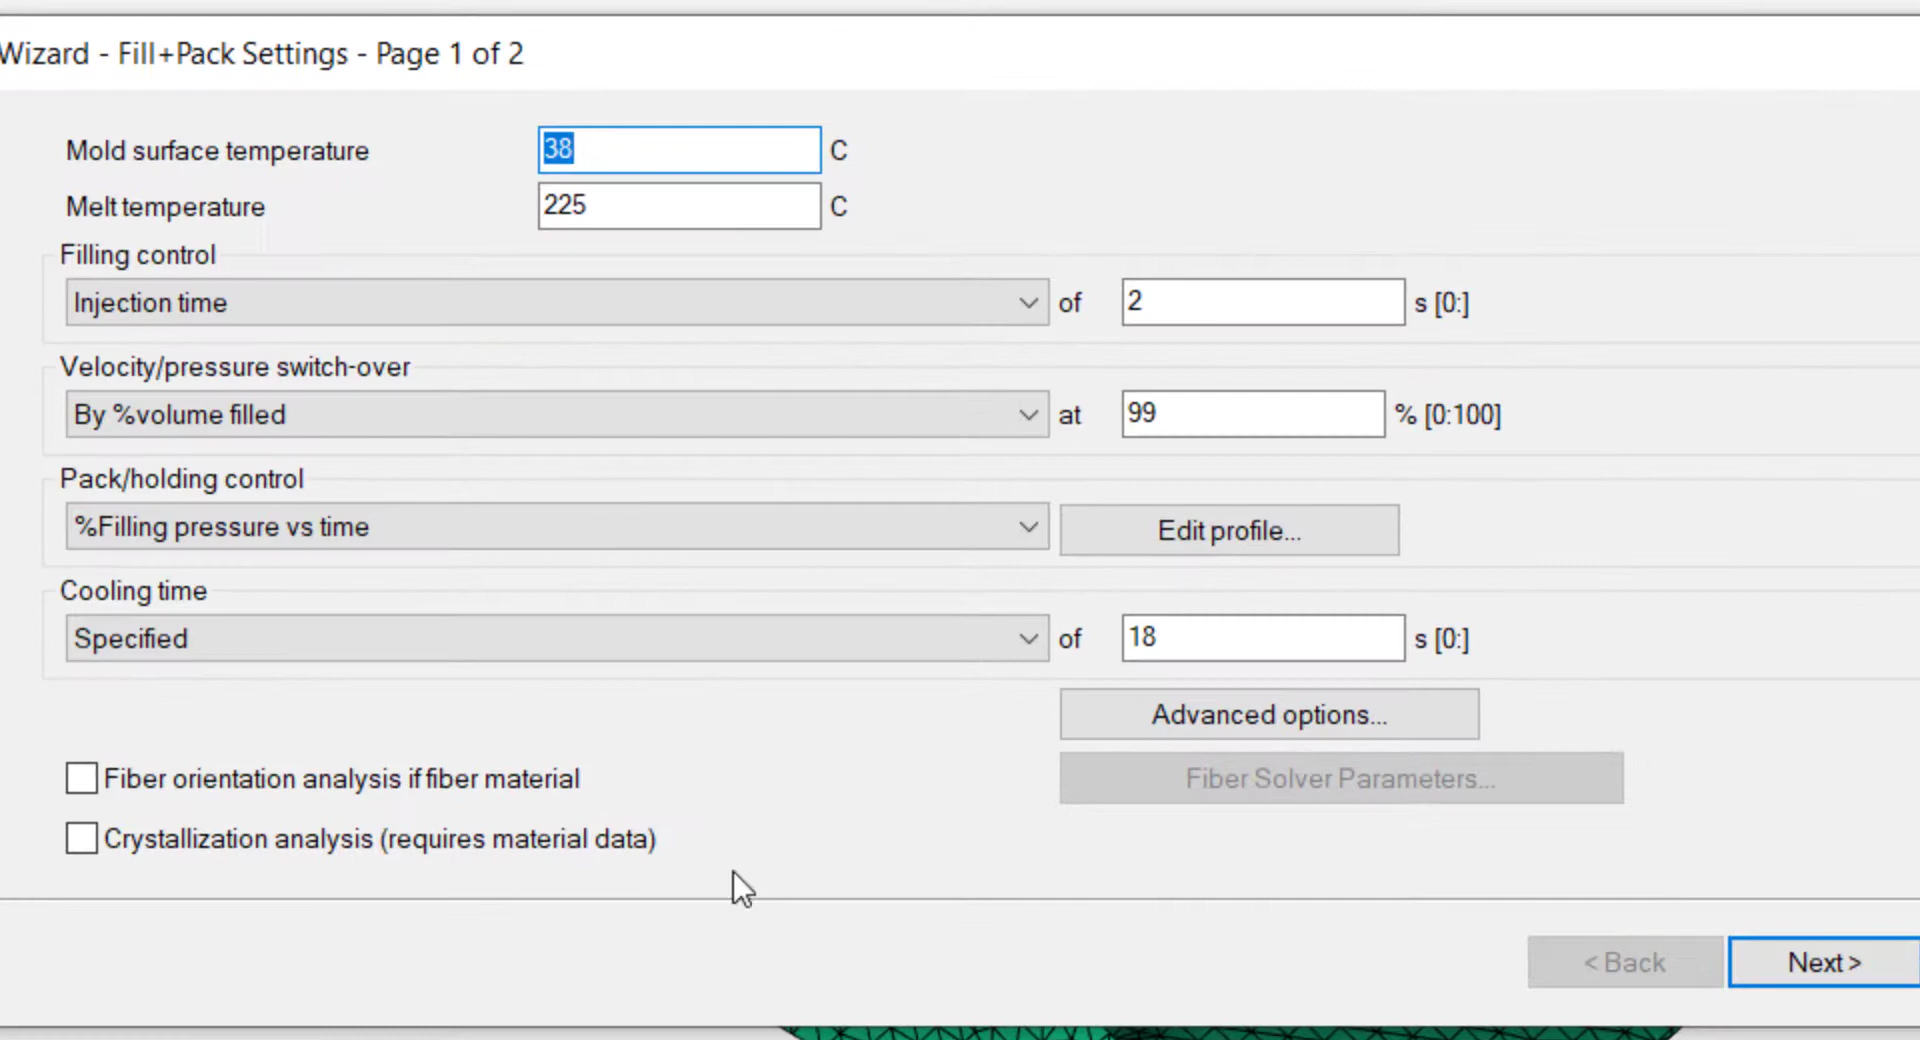 Wizard - Fill+Pack Settings - Page 1 of 2
Mold surface temperature 38 C
Melt temperature 225 C
Filling control
Injection time of 2 s [0:]
Velocity/pressure switch-over
By %volume filled at 99 % [0:100]
Pack/holding control
%Filling pressure vs time Edit profile...
Cooling time
Specified of 18 s [0:]
Advanced options...
Fiber orientation analysis if fiber material Fiber Solver Parameters...
Crystallization analysis (requires material data)
< Back Next >